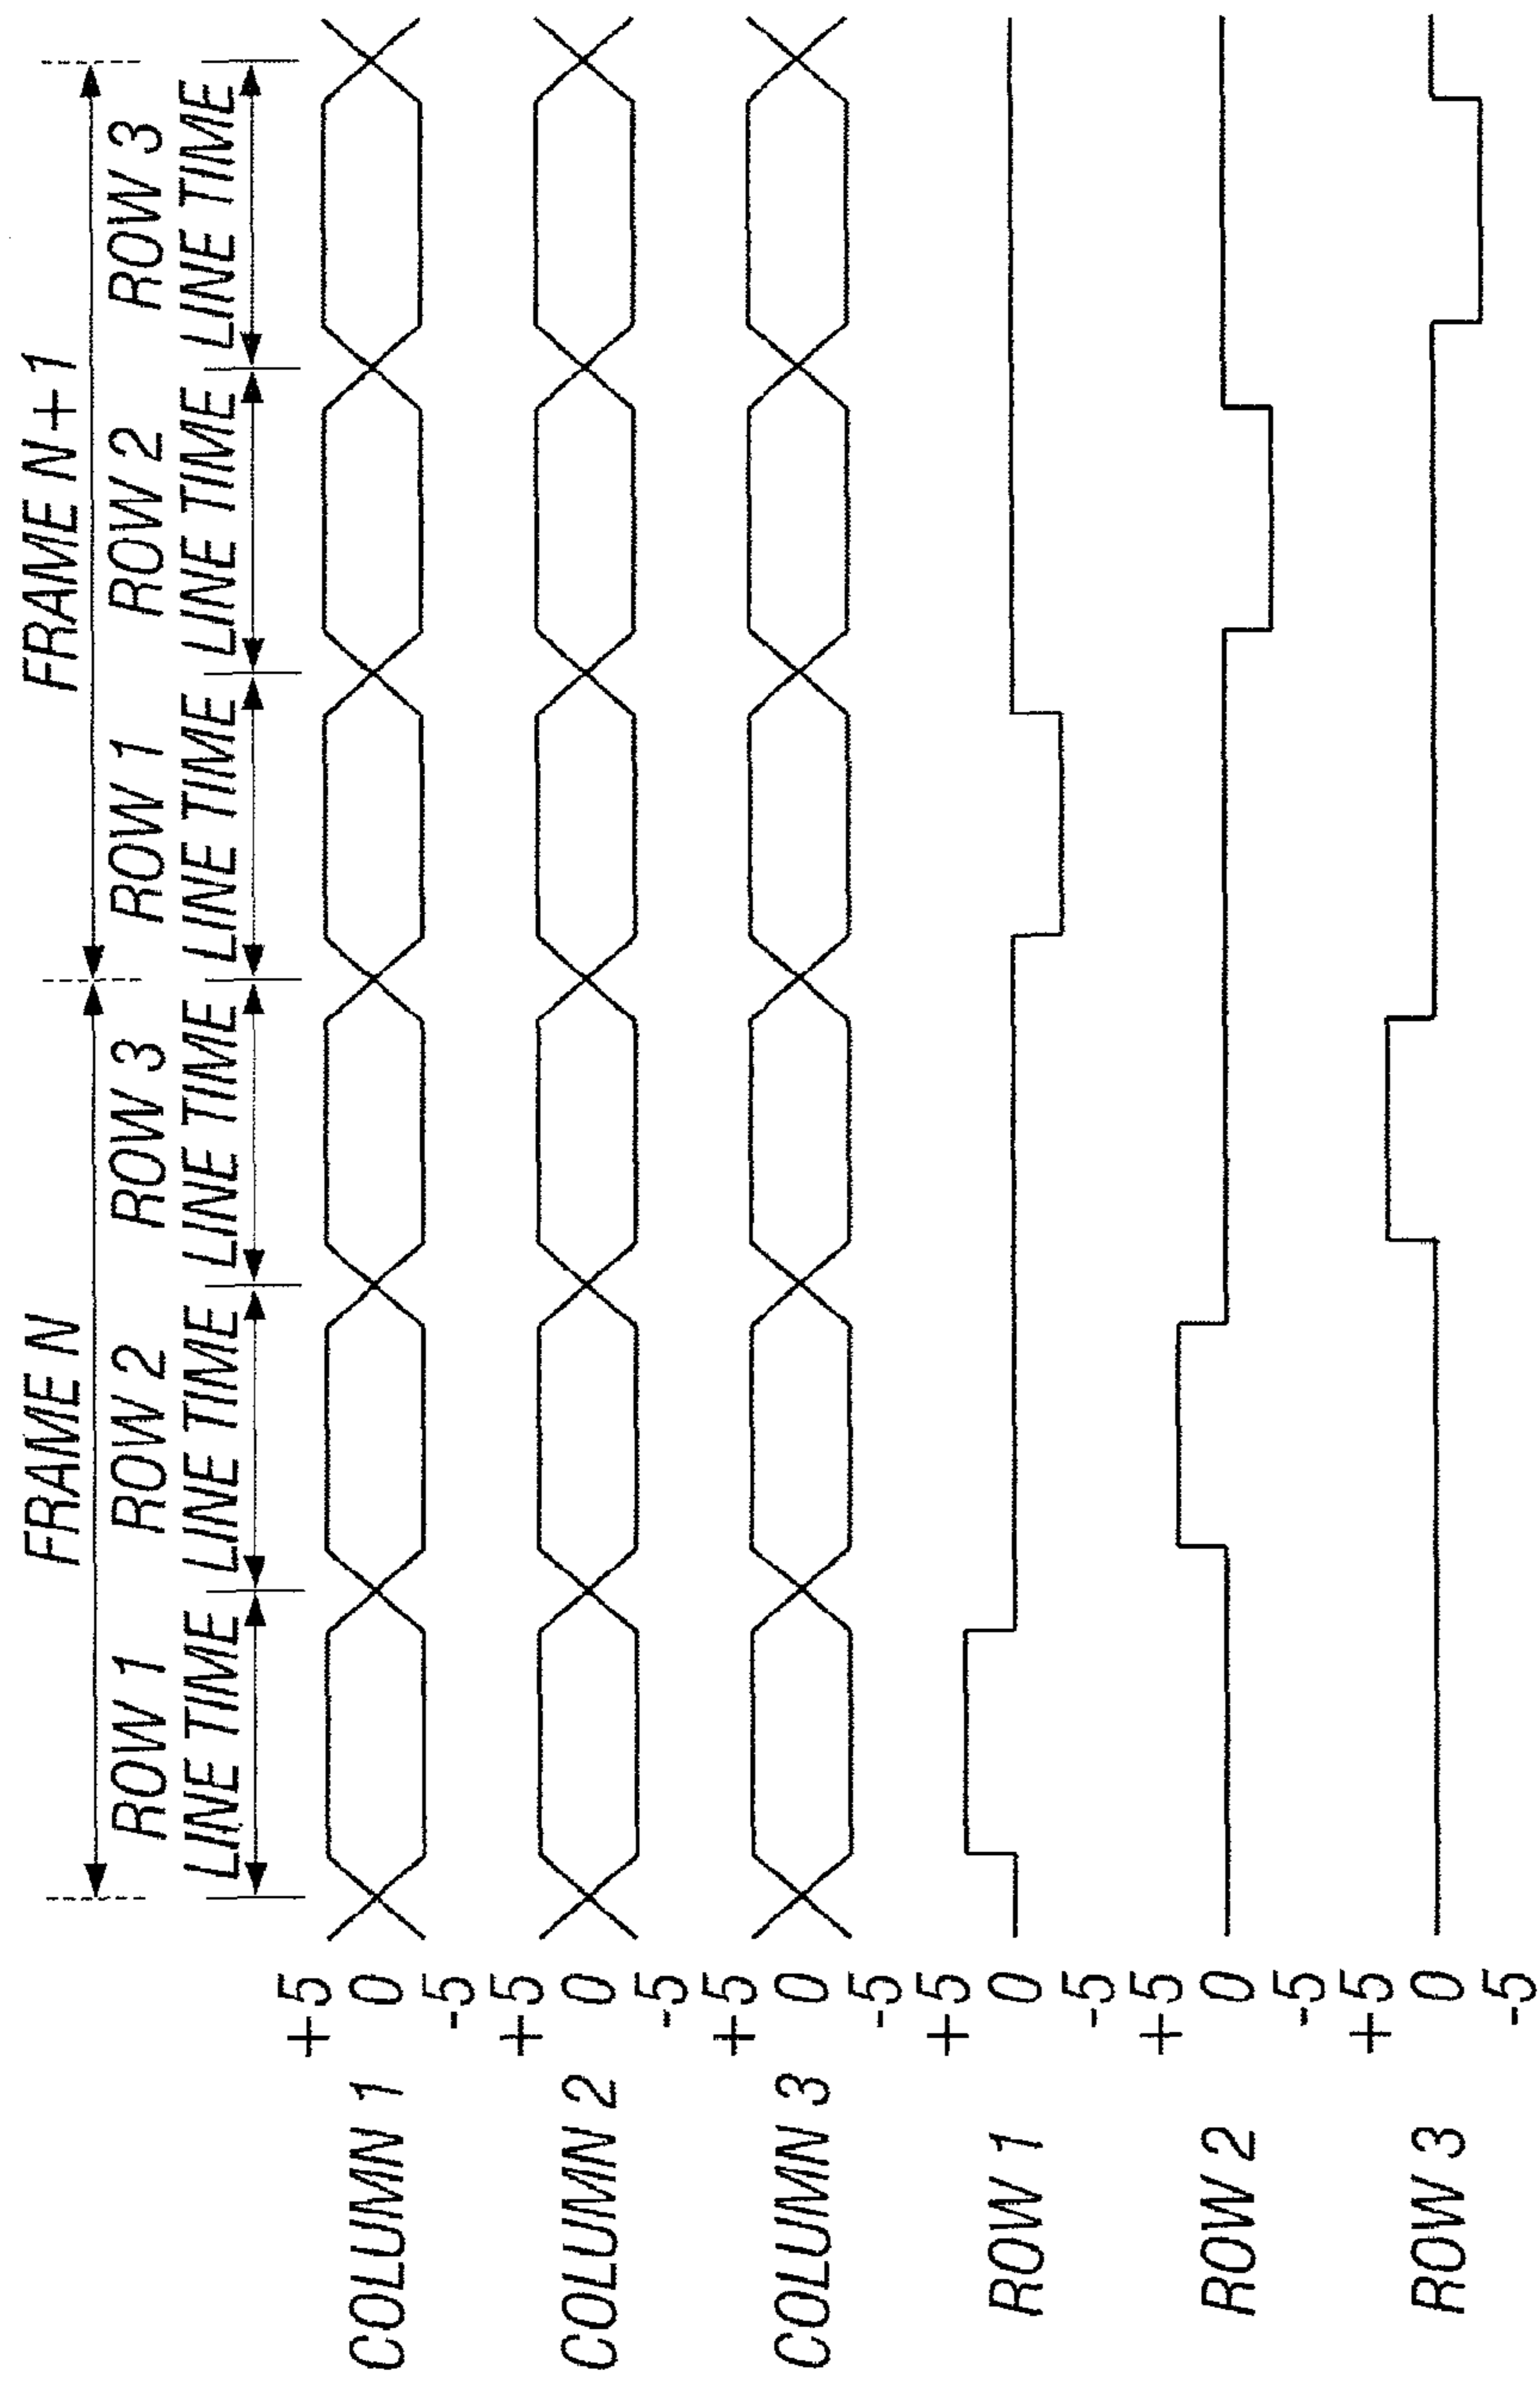 FRAME N FRAME N+1
ROW 1 ROW 2 ROW 3 ROW 1 ROW 2 ROW 3
LINE TIME LINE TIME LINE TIME LINE TIME LINE TIME LINE TIME
+5
COLUMN 1 0
-5
+5
COLUMN 2 0
-5
+5
COLUMN 3 0
-5
+5
ROW 1 0
-5
+5
ROW 2 0
-5
+5
ROW 3 0
-5